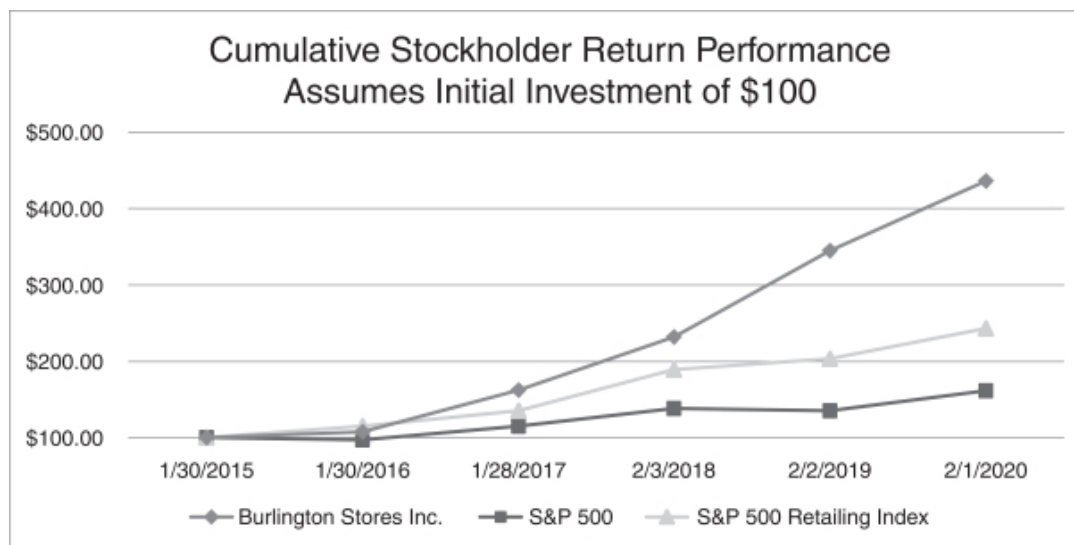 Cumulative Stockholder Return Performance
Assumes Initial Investment of $100
$500.00
$400.00
$300.00
$200.00
$100.00
1/30/2015 1/30/2016 1/28/2017 2/3/2018 2/2/2019 2/1/2020
Burlington Stores Inc. S&P 500 S&P 500 Retailing Index